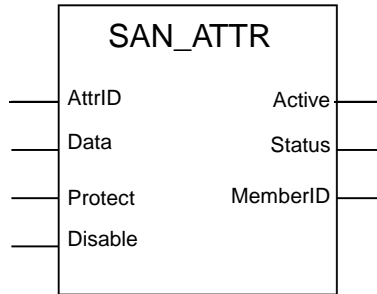 SAN_ATTR
AttrID Active
Data Status
Protect MemberID
Disable